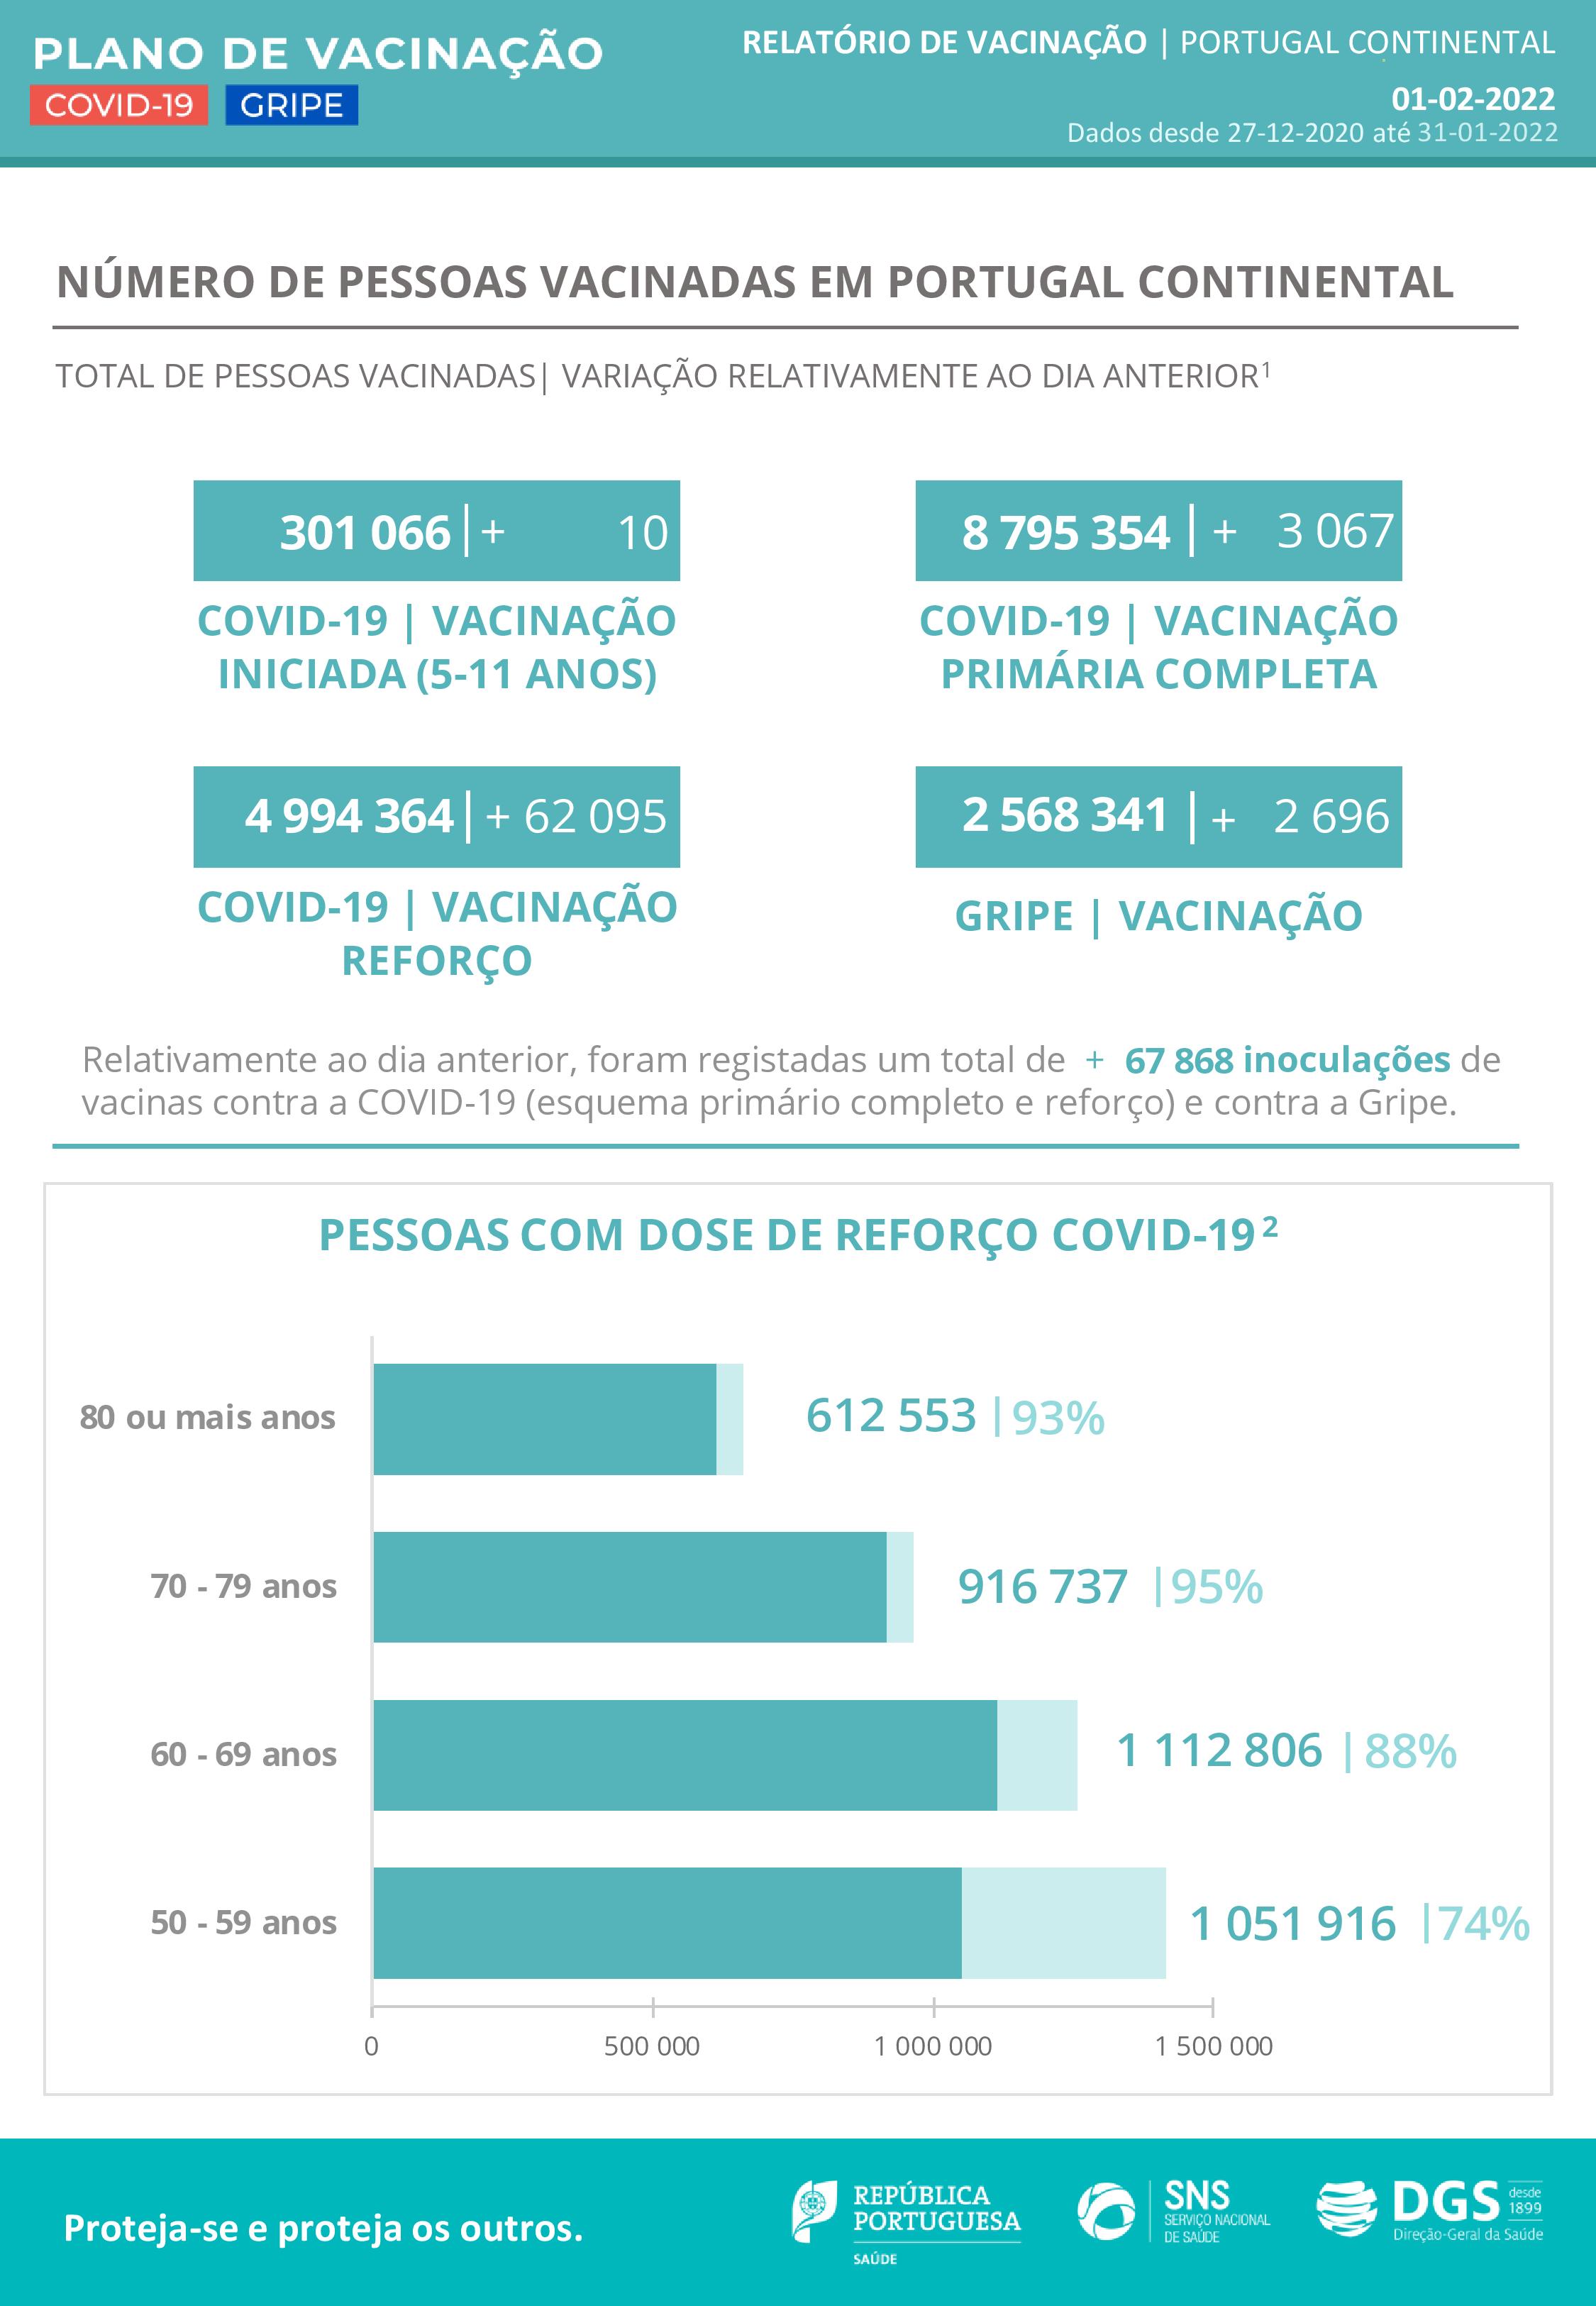 PLANO DE VACINAÇÃO
COVID-19 GRIPE
RELATÓRIO DE VACINAÇÃO | PORTUGAL CONTINENTAL
01-02-2022
Dados desde 27-12-2020 até 31-01-2022
NÚMERO DE PESSOAS VACINADAS EM PORTUGAL CONTINENTAL
TOTAL DE PESSOAS VACINADAS| VARIAÇÃO RELATIVAMENTE AO DIA ANTERIOR¹
301 066 | + 10
COVID-19 | VACINAÇÃO
INICIADA (5-11 ANOS)
8 795 354 | + 3 067
COVID-19 | VACINAÇÃO
PRIMÁRIA COMPLETA
4 994 364 | + 62 095
COVID-19 | VACINAÇÃO
REFORÇO
2 568 341 | + 2 696
GRIPE | VACINAÇÃO
Relativamente ao dia anterior, foram registadas um total de + 67 868 inoculações de
vacinas contra a COVID-19 (esquema primário completo e reforço) e contra a Gripe.
PESSOAS COM DOSE DE REFORÇO COVID-19²
80 ou mais anos 612 553 |93%
70 - 79 anos 916 737 |95%
60 - 69 anos 1 112 806 |88%
50 - 59 anos 1 051 916 |74%
0 500 000 1 000 000 1 500 000
Proteja-se e proteja os outros.
REPÚBLICA
PORTUGUESA
SAÚDE
SNS
SERVIÇO NACIONAL
DE SAÚDE
DGS desde
1899
Direção-Geral da Saúde